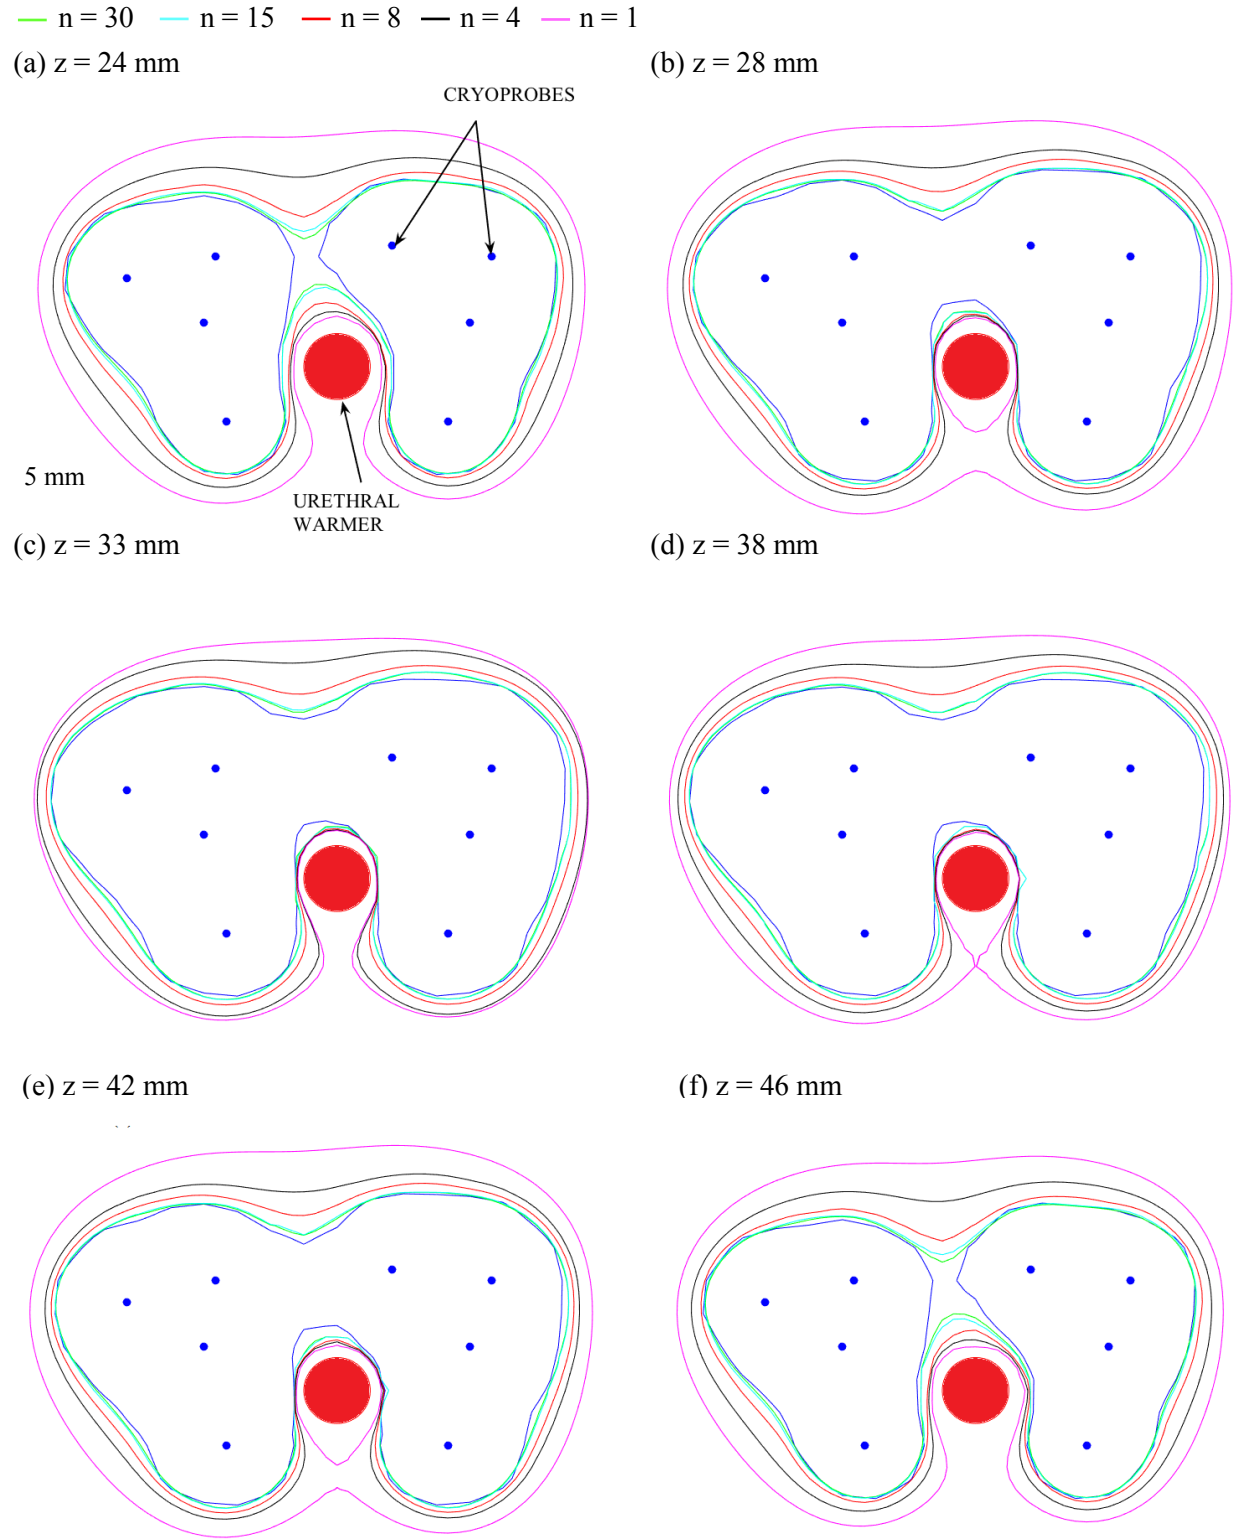 n = 30 n = 15 n = 8 n = 4 n = 1
(a) z = 24 mm
(b) z = 28 mm
CRYOPROBES
5 mm
URETHRAL
WARMER
(c) z = 33 mm
(d) z = 38 mm
(e) z = 42 mm
(f) z = 46 mm